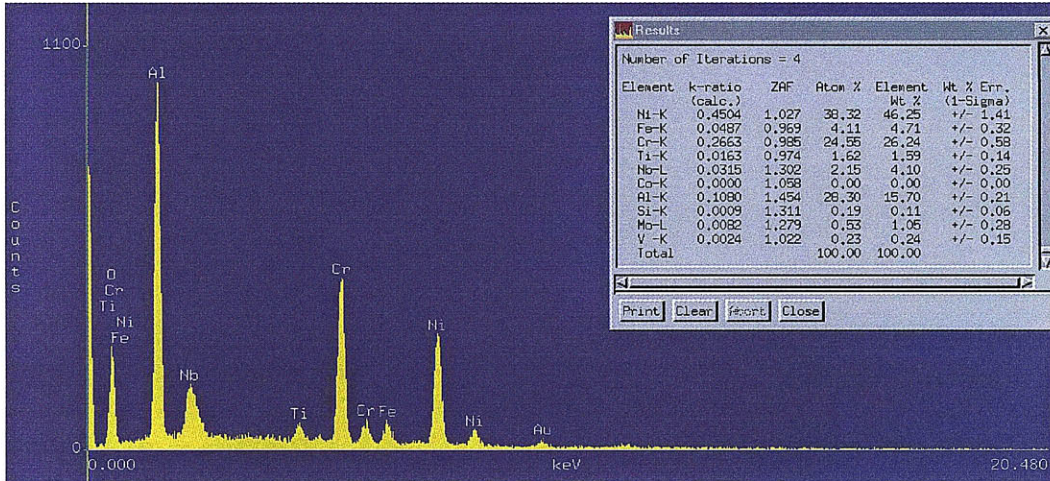 1100
Al
O
Cr
Ti
Ni
Fe
Nb
Ti
Cr
Cr
Fe
Ni
Ni
Au
Counts
0
0.000
keV
20.480
Results
Number of Iterations = 4
Element k-ratio ZAF Atom % Element Wt % Err.
(calc.) Wt % (1-Sigma)
Ni-K 0.4504 1.027 38.32 46.25 +/- 1.41
Fe-K 0.0487 0.969 4.11 4.71 +/- 0.32
Cr-K 0.2663 0.985 24.55 26.24 +/- 0.58
Ti-K 0.0163 0.974 1.62 1.59 +/- 0.14
Nb-L 0.0315 1.302 2.15 4.10 +/- 0.25
Co-K 0.0000 1.058 0.00 0.00 +/- 0.00
Al-K 0.1080 1.454 28.30 15.70 +/- 0.21
Si-K 0.0009 1.311 0.19 0.11 +/- 0.06
Mo-L 0.0082 1.279 0.53 1.05 +/- 0.28
V -K 0.0024 1.022 0.23 0.24 +/- 0.15
Total 100.00 100.00
Print Clear Abort Close